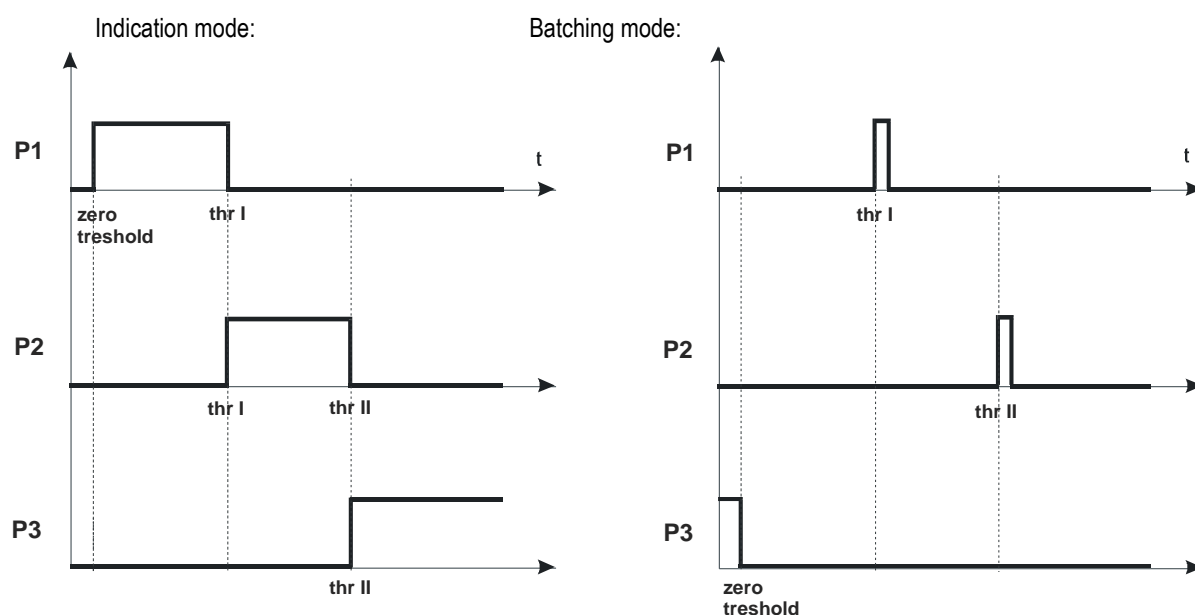 Indication mode:
P1
t
zero
treshold
thr I
P2
thr I
thr II
P3
thr II
Batching mode:
P1
t
thr I
P2
thr II
P3
zero
treshold